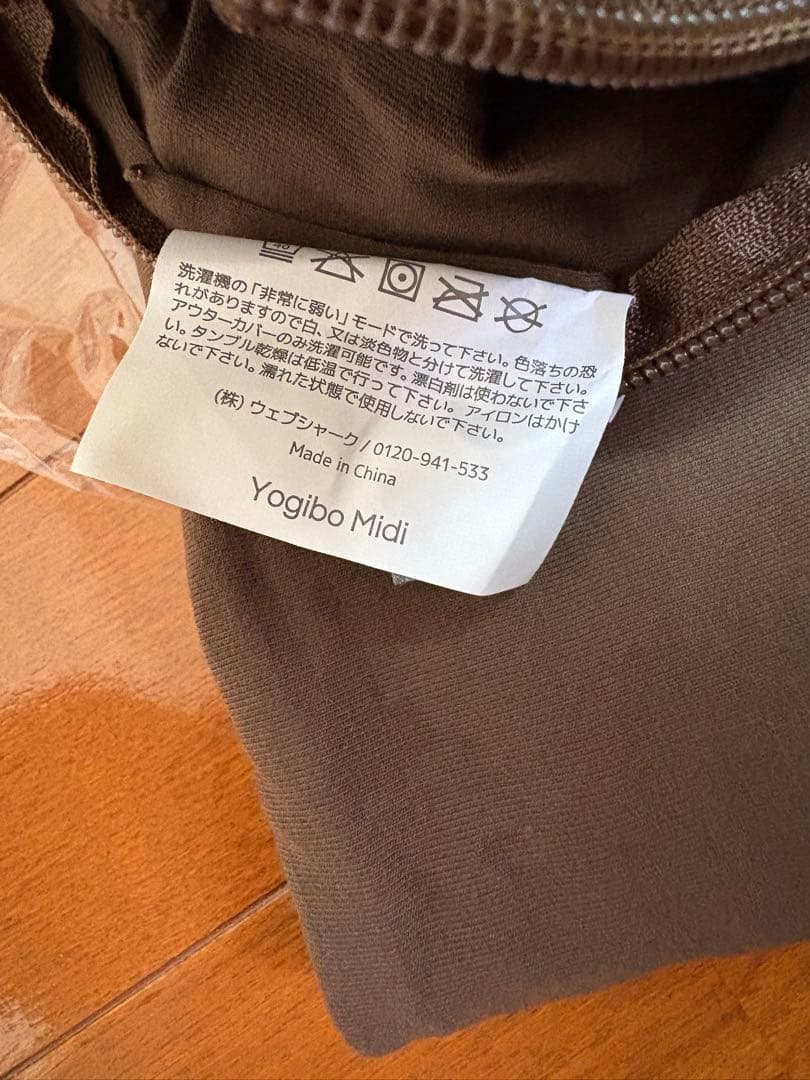 40
洗濯機の「非常に弱い」モードで洗って下さい。色落ちの恐
れがありますので白、又は淡色物と分けて洗濯して下さい。
アウターカバーのみ洗濯可能です。漂白剤は使わないで下さ
い。タンブル乾燥は低温で行って下さい。アイロンはかけ
ないで下さい。濡れた状態で使用しないで下さい。
(株) ウェブシャーク / 0120-941-533
Made in China
Yogibo Midi